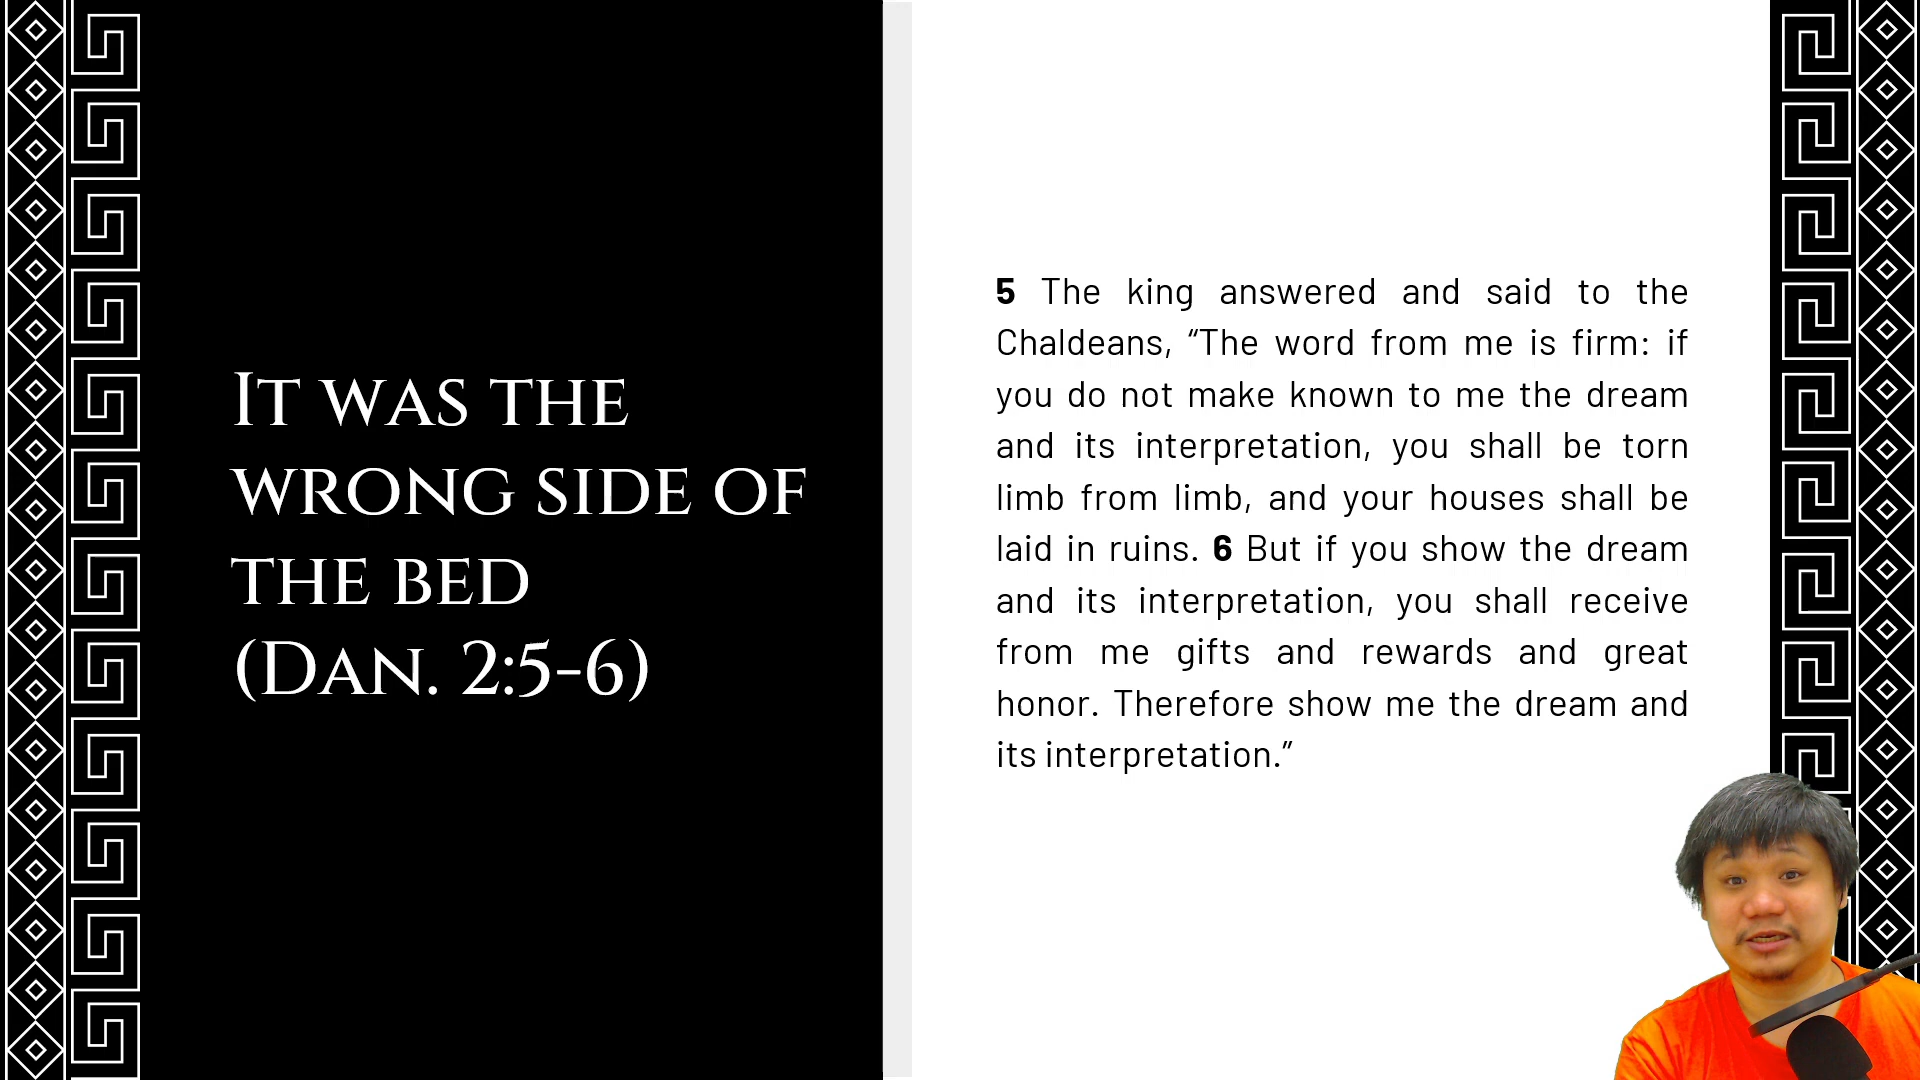 It was the
wrong side of
the bed
(Dan. 2:5-6)
5 The king answered and said to the
Chaldeans, “The word from me is firm: if
you do not make known to me the dream
and its interpretation, you shall be torn
limb from limb, and your houses shall be
laid in ruins. 6 But if you show the dream
and its interpretation, you shall receive
from me gifts and rewards and great
honor. Therefore show me the dream and
its interpretation.”